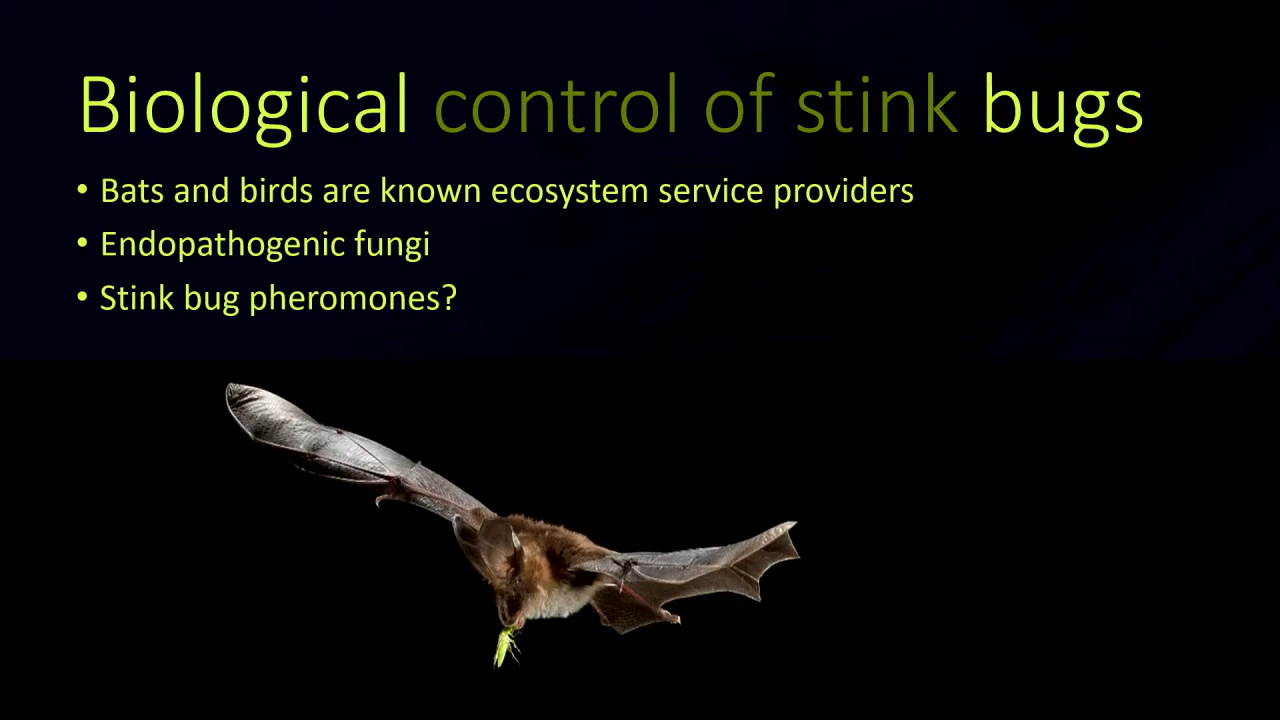 Biological control of stink bugs
• Bats and birds are known ecosystem service providers
• Endopathogenic fungi
• Stink bug pheromones?